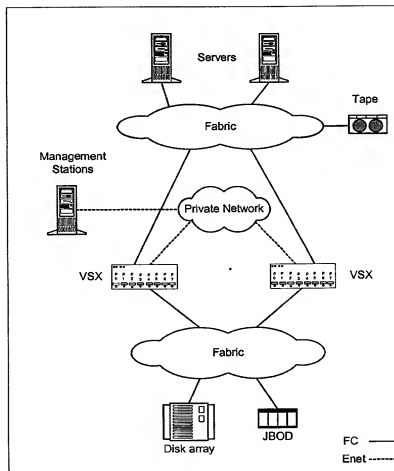 Servers
Tape
Fabric
Management
Stations
Private Network
VSX
VSX
Fabric
Disk array
JBOD
FC
Enet